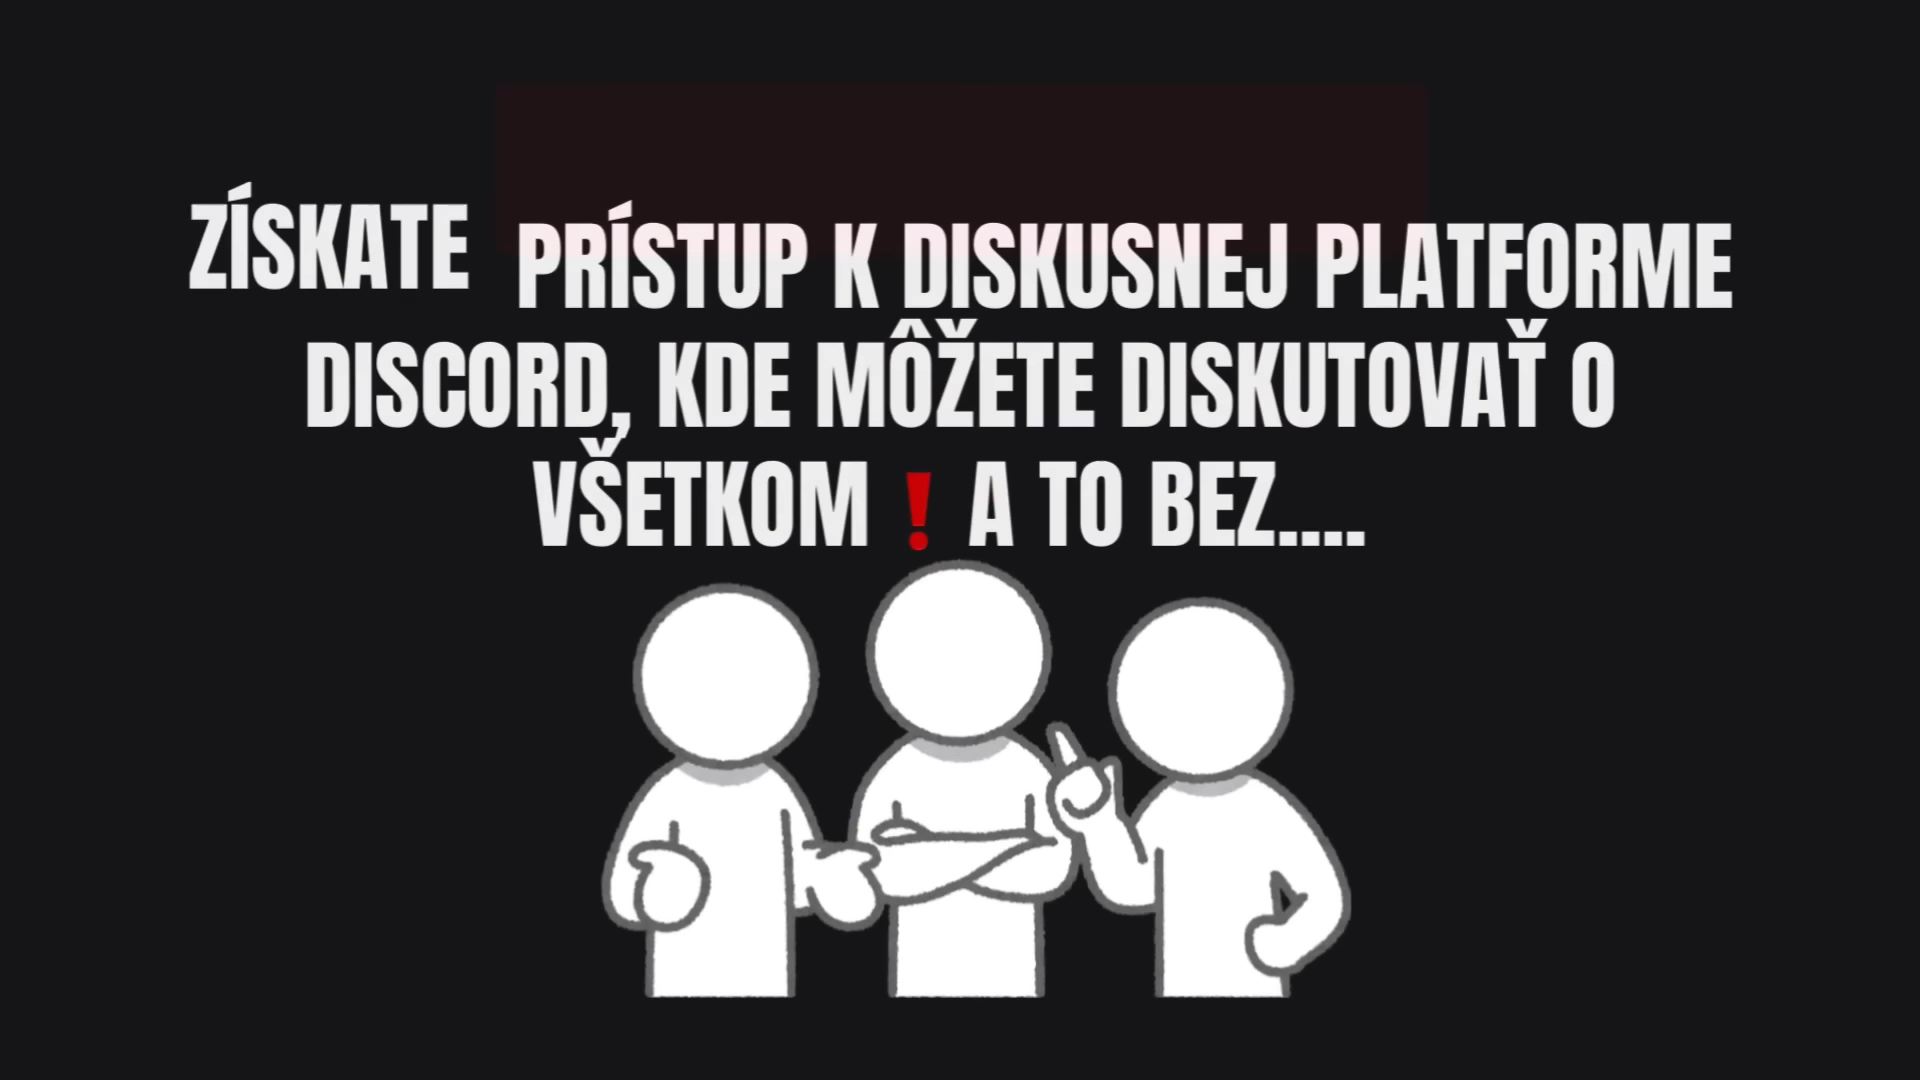 ZÍSKATE PRÍSTUP K DISKUSNEJ PLATFORME
DISCORD, KDE MÔŽETE DISKUTOVAŤ O
VŠETKOM ❗ A TO BEZ....